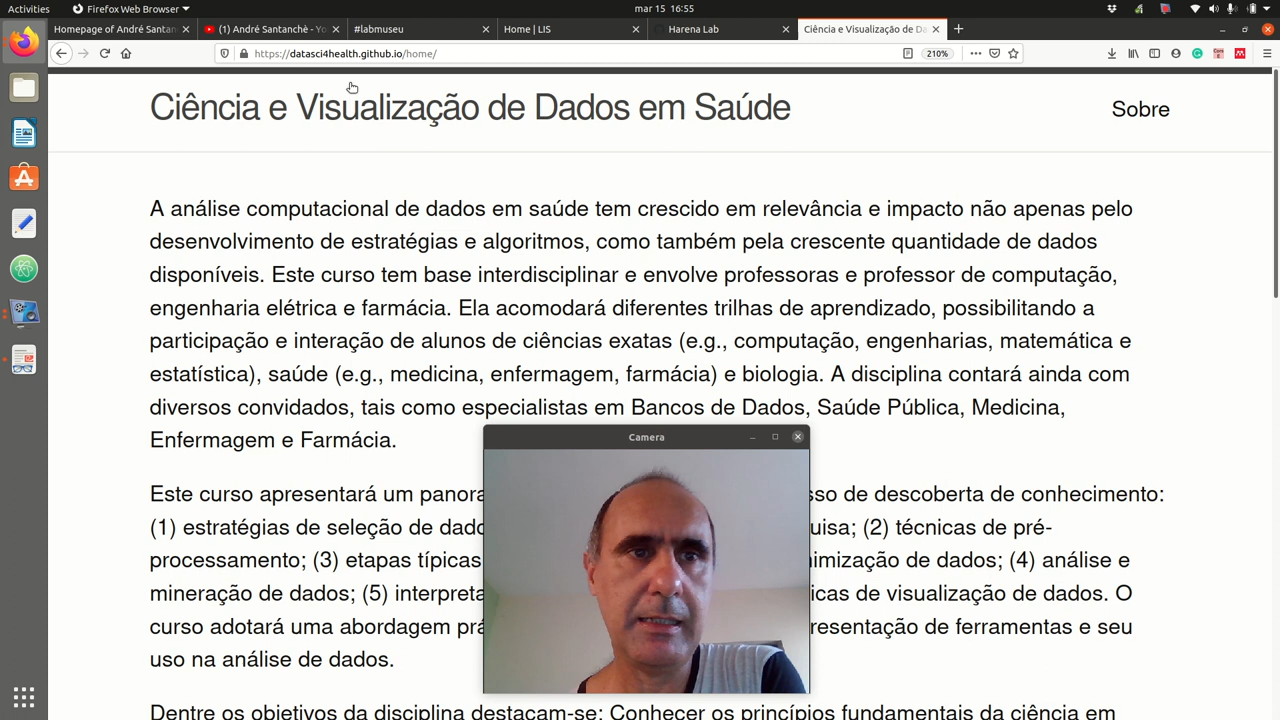 Activities
Firefox Web Browser
mar 15 16:55
Homepage of André Santan
(1) André Santanchè - Yo
#labmuseu
Home | LIS
Harena Lab
Ciência e Visualização de Da
https://datasci4health.github.io/home/
210%
Ciência e Visualização de Dados em Saúde
Sobre
A análise computacional de dados em saúde tem crescido em relevância e impacto não apenas pelo
desenvolvimento de estratégias e algoritmos, como também pela crescente quantidade de dados
disponíveis. Este curso tem base interdisciplinar e envolve professoras e professor de computação,
engenharia elétrica e farmácia. Ela acomodará diferentes trilhas de aprendizado, possibilitando a
participação e interação de alunos de ciências exatas (e.g., computação, engenharias, matemática e
estatística), saúde (e.g., medicina, enfermagem, farmácia) e biologia. A disciplina contará ainda com
diversos convidados, tais como especialistas em Bancos de Dados, Saúde Pública, Medicina,
Enfermagem e Farmácia.
Camera
Este curso apresentará um panora sso de descoberta de conhecimento:
(1) estratégias de seleção de dado uisa; (2) técnicas de pré-
processamento; (3) etapas típicas imização de dados; (4) análise e
mineração de dados; (5) interpreta icas de visualização de dados. O
curso adotará uma abordagem prá resentação de ferramentas e seu
uso na análise de dados.
Dentre os objetivos da disciplina destacam-se: Conhecer os princípios fundamentais da ciência em